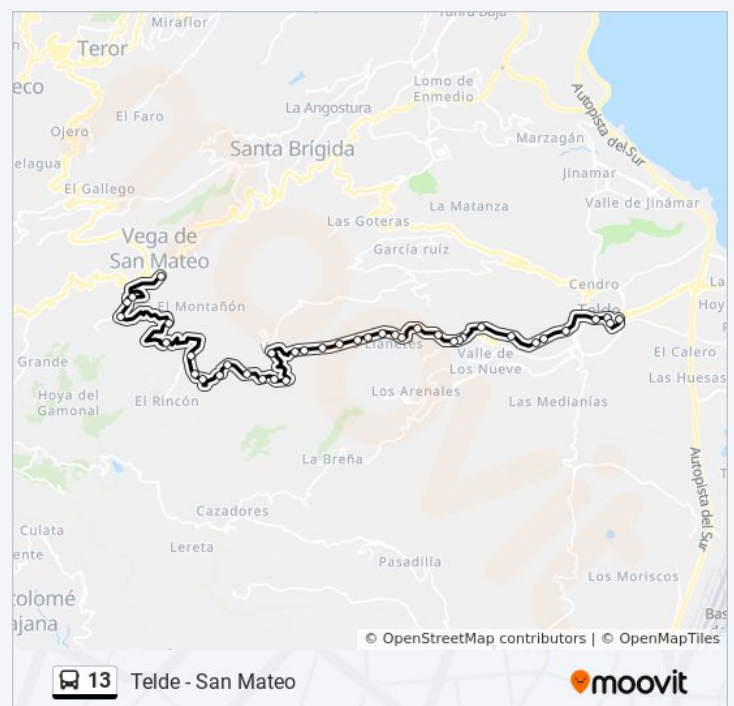 Miraflor
Teror
Lomo de
Enmedio
La Angostura
El Faro
Autopista del Sur
Ojero
Marzagán
Santa Brígida
Jinamar
El Gallego
La Matanza
Valle de Jinámar
Las Goteras
Vega de
San Mateo
García ruíz
Cendro
El Montañón
Telde
Valle de
Los Nueve
El Calero
Grande
Las Huesas
Hoya del
Gamonal
El Rincón
Los Arenales
Las Medianías
La Breña
Autopista del Sur
Cazadores
Culata
Lereta
Pasadilla
Los Moriscos
© OpenStreetMap contributors | © OpenMapTiles
13 Telde - San Mateo
moovit